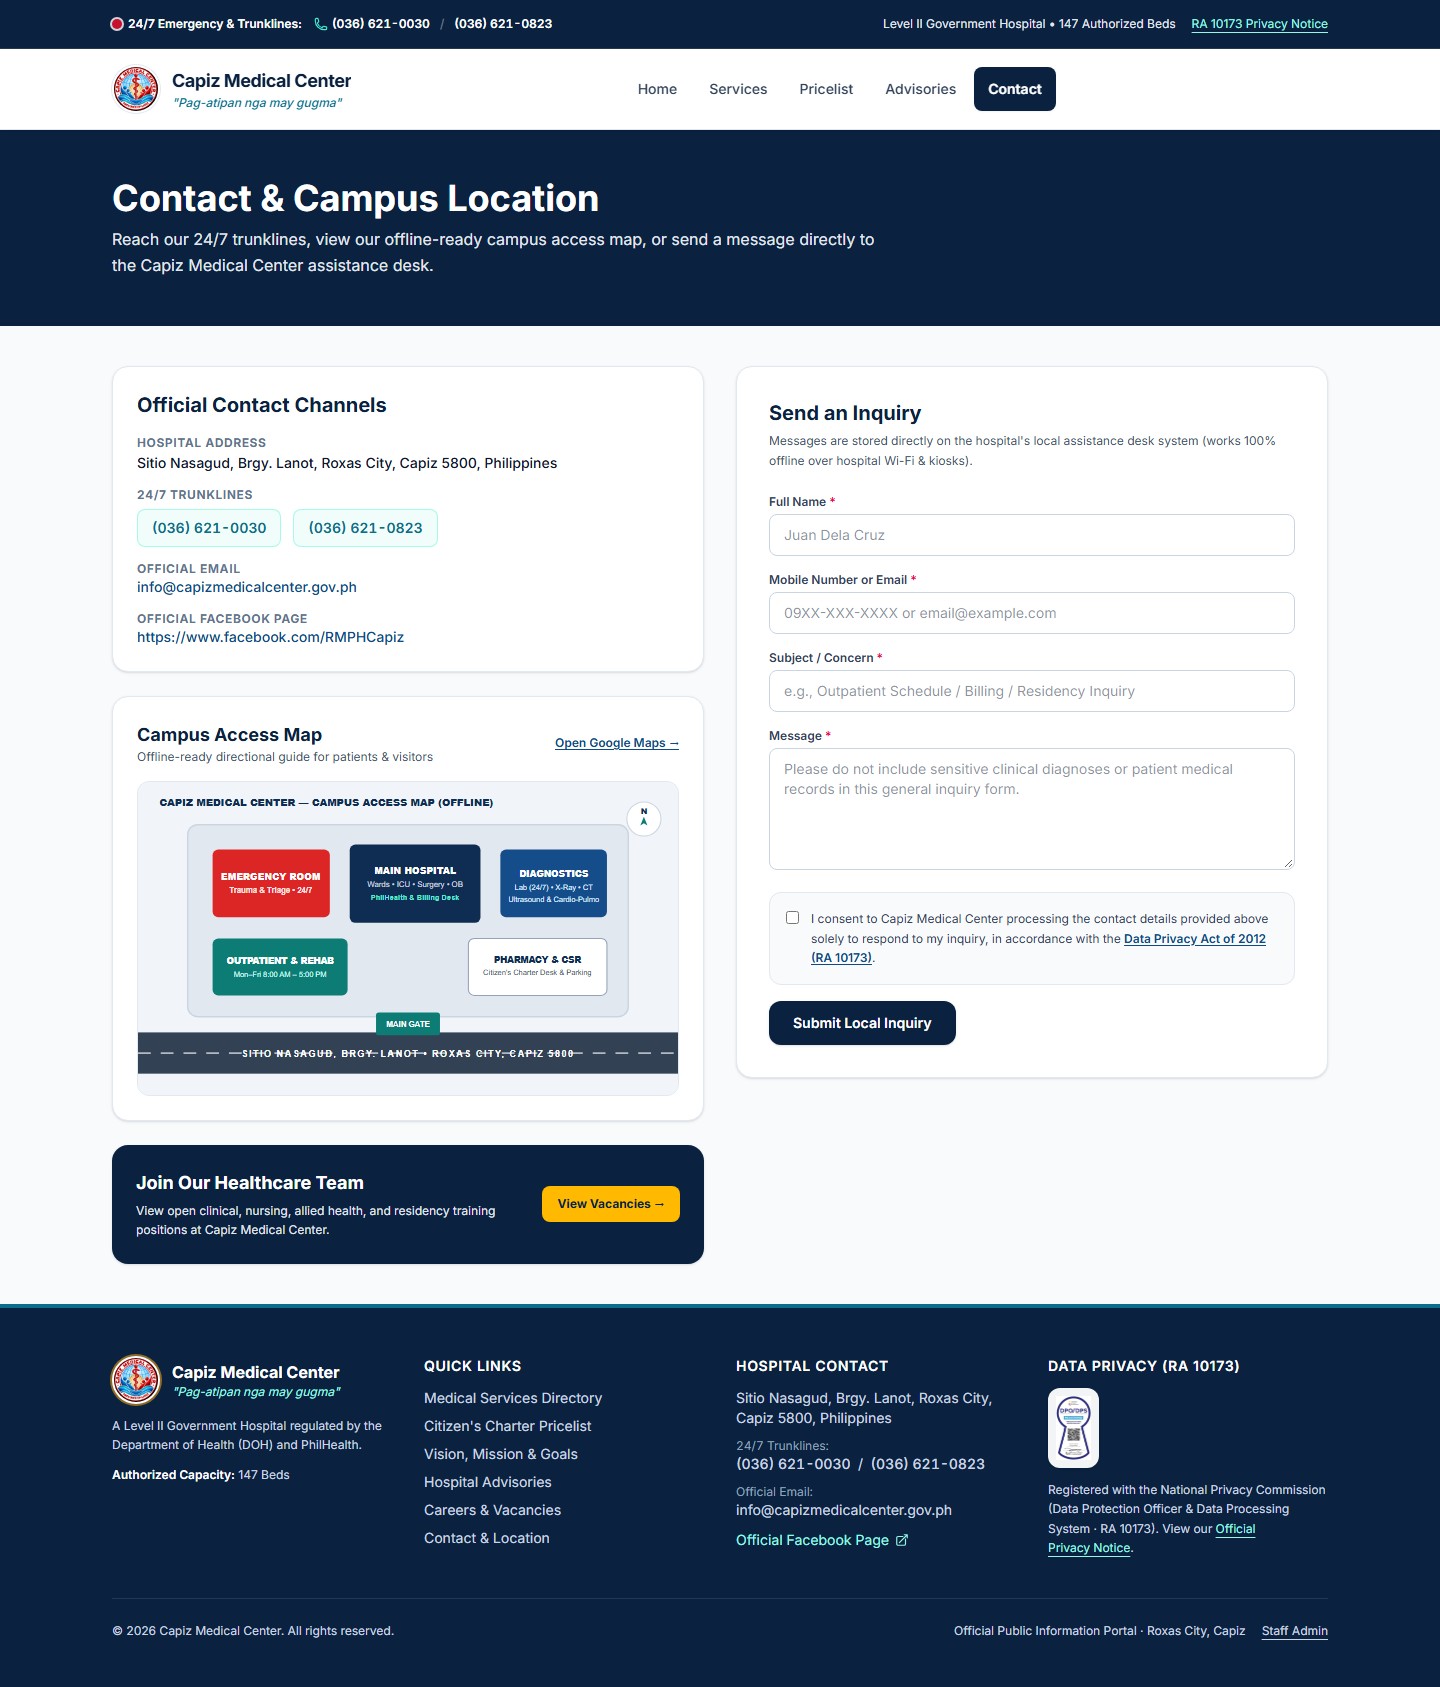 24/7 Emergency & Trunklines: (036) 621-0030 / (036) 621-0823
Level II Government Hospital • 147 Authorized Beds RA 10173 Privacy Notice
Capiz Medical Center
"Pag-atipan nga may gugma"
Home Services Pricelist Advisories Contact
Contact & Campus Location
Reach our 24/7 trunklines, view our offline-ready campus access map, or send a message directly to
the Capiz Medical Center assistance desk.
Official Contact Channels
HOSPITAL ADDRESS
Sitio Nasagud, Brgy. Lanot, Roxas City, Capiz 5800, Philippines
24/7 TRUNKLINES
(036) 621-0030 (036) 621-0823
OFFICIAL EMAIL
info@capizmedicalcenter.gov.ph
OFFICIAL FACEBOOK PAGE
https://www.facebook.com/RMPHCapiz
Campus Access Map
Offline-ready directional guide for patients & visitors
Open Google Maps →
CAPIZ MEDICAL CENTER — CAMPUS ACCESS MAP (OFFLINE)
N
EMERGENCY ROOM
Trauma & Triage • 24/7
MAIN HOSPITAL
Wards • ICU • Surgery • OB
PhilHealth & Billing Desk
DIAGNOSTICS
Lab (24/7) • X-Ray • CT
Ultrasound & Cardio-Pulmo
OUTPATIENT & REHAB
Mon–Fri 8:00 AM – 5:00 PM
PHARMACY & CSR
Citizen's Charter Desk & Parking
MAIN GATE
SITIO NASAGUD, BRGY. LANOT • ROXAS CITY, CAPIZ 5800
Join Our Healthcare Team
View open clinical, nursing, allied health, and residency training
positions at Capiz Medical Center.
View Vacancies →
Send an Inquiry
Messages are stored directly on the hospital's local assistance desk system (works 100%
offline over hospital Wi-Fi & kiosks).
Full Name *
Juan Dela Cruz
Mobile Number or Email *
09XX-XXX-XXXX or email@example.com
Subject / Concern *
e.g., Outpatient Schedule / Billing / Residency Inquiry
Message *
Please do not include sensitive clinical diagnoses or patient medical
records in this general inquiry form.
I consent to Capiz Medical Center processing the contact details provided above
solely to respond to my inquiry, in accordance with the Data Privacy Act of 2012
(RA 10173).
Submit Local Inquiry
Capiz Medical Center
"Pag-atipan nga may gugma"
A Level II Government Hospital regulated by the
Department of Health (DOH) and PhilHealth.
Authorized Capacity: 147 Beds
QUICK LINKS
Medical Services Directory
Citizen's Charter Pricelist
Vision, Mission & Goals
Hospital Advisories
Careers & Vacancies
Contact & Location
HOSPITAL CONTACT
Sitio Nasagud, Brgy. Lanot, Roxas City,
Capiz 5800, Philippines
24/7 Trunklines:
(036) 621-0030 / (036) 621-0823
Official Email:
info@capizmedicalcenter.gov.ph
Official Facebook Page
DATA PRIVACY (RA 10173)
DPO/DPS
Registered with the National Privacy Commission
(Data Protection Officer & Data Processing
System · RA 10173). View our Official
Privacy Notice.
© 2026 Capiz Medical Center. All rights reserved.
Official Public Information Portal · Roxas City, Capiz Staff Admin